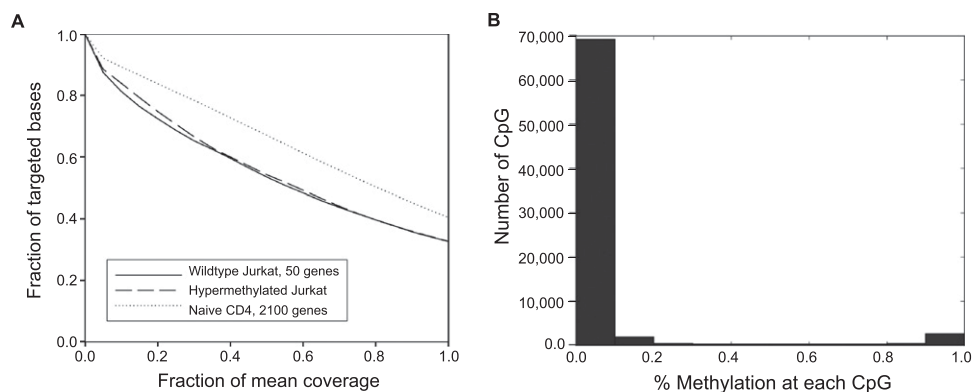 A
Fraction of targeted bases
1.0
0.8
0.6
0.4
0.2
0.0
Wildtype Jurkat, 50 genes
Hypermethylated Jurkat
Naive CD4, 2100 genes
0.0 0.2 0.4 0.6 0.8 1.0
Fraction of mean coverage
B
Number of CpG
70,000
60,000
50,000
40,000
30,000
20,000
10,000
0.0
0.0 0.2 0.4 0.6 0.8 1.0
% Methylation at each CpG